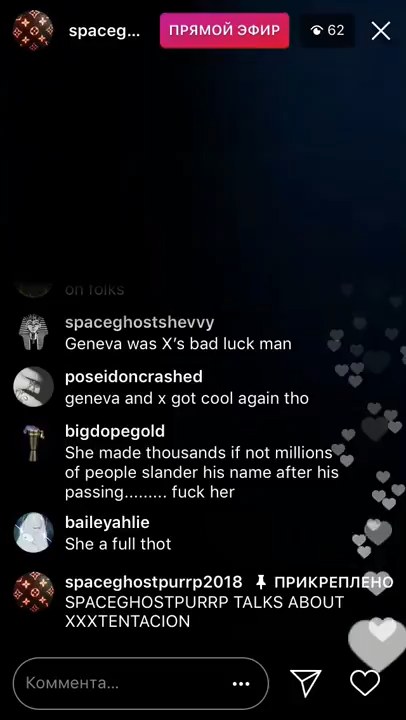 spaceg...
ПРЯМОЙ ЭФИР
62
on folks
spaceghostshevvy
Geneva was X’s bad luck man
poseidoncrashed
geneva and x got cool again tho
bigdopegold
She made thousands if not millions
of people slander his name after his
passing......... fuck her
baileyahlie
She a full thot
spaceghostpurrp2018 ПРИКРЕПЛЕНО
SPACEGHOSTPURRP TALKS ABOUT
XXXTENTACION
Коммента...